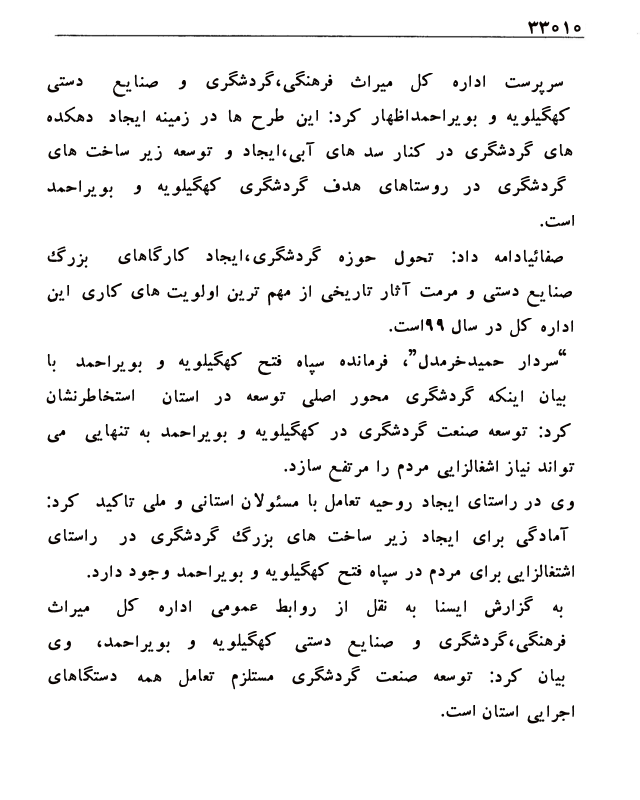 ۳۳۰۱۰
سرپرست اداره کل میراث فرهنگی،گردشگری و صنایع دستی
کهگیلویه و بویراحمداظهار کرد: این طرح ها در زمینه ایجاد دهکده
های گردشگری در کنار سد های آبی،ایجاد و توسعه زیر ساخت های
گردشگری در روستاهای هدف گردشگری کهگیلویه و بویراحمد
است.
صفائیادامه داد: تحول حوزه گردشگری،ایجاد کارگاهای بزرگ
صنایع دستی و مرمت آثار تاریخی از مهم ترین اولویت های کاری این
اداره کل در سال ۹۹است.
“سردار حمیدخرمدل”، فرمانده سپاه فتح کهگیلویه و بویراحمد با
بیان اینکه گردشگری محور اصلی توسعه در استان استخاطرنشان
کرد: توسعه صنعت گردشگری در کهگیلویه و بویراحمد به تنهایی می
تواند نیاز اشغالزایی مردم را مرتفع سازد.
وی در راستای ایجاد روحیه تعامل با مسئولان استانی و ملی تاکید کرد:
آمادگی برای ایجاد زیر ساخت های بزرگ گردشگری در راستای
اشتغالزایی برای مردم در سپاه فتح کهگیلویه و بویراحمد وجود دارد.
به گزارش ایسنا به نقل از روابط عمومی اداره کل میراث
فرهنگی،گردشگری و صنایع دستی کهگیلویه و بویراحمد، وی
بیان کرد: توسعه صنعت گردشگری مستلزم تعامل همه دستگاهای
اجرایی استان است.